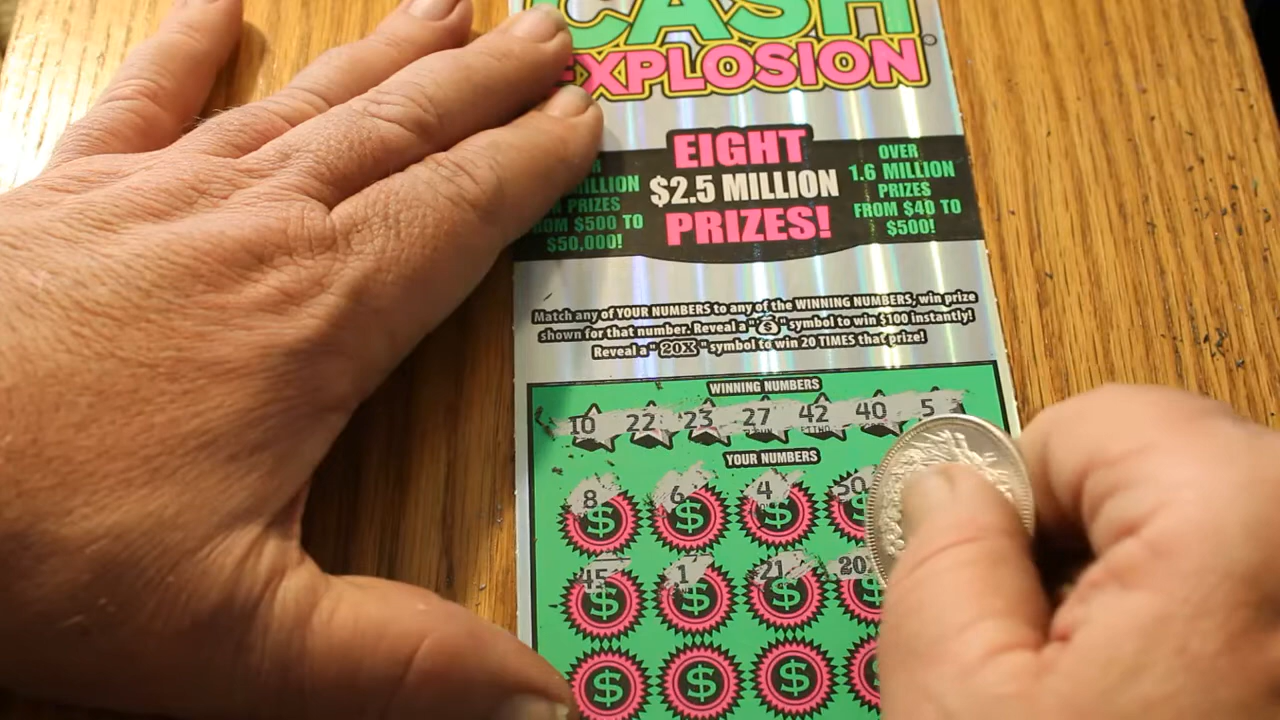 CASH
EXPLOSION
EIGHT
$2.5 MILLION
PRIZES!
MILLION
PRIZES
$500 TO
$50,000!
OVER
1.6 MILLION
PRIZES
FROM $40 TO
$500!
Match any of YOUR NUMBERS to any of the WINNING NUMBERS, win prize
shown for that number. Reveal a " $ " symbol to win $100 instantly!
Reveal a " 20X " symbol to win 20 TIMES that prize!
WINNING NUMBERS
10 22 23 27 42 40 5
YOUR NUMBERS
8 6 4 50
$ $ $ $
45 1 21 20
$ $ $ $
$ $ $ $